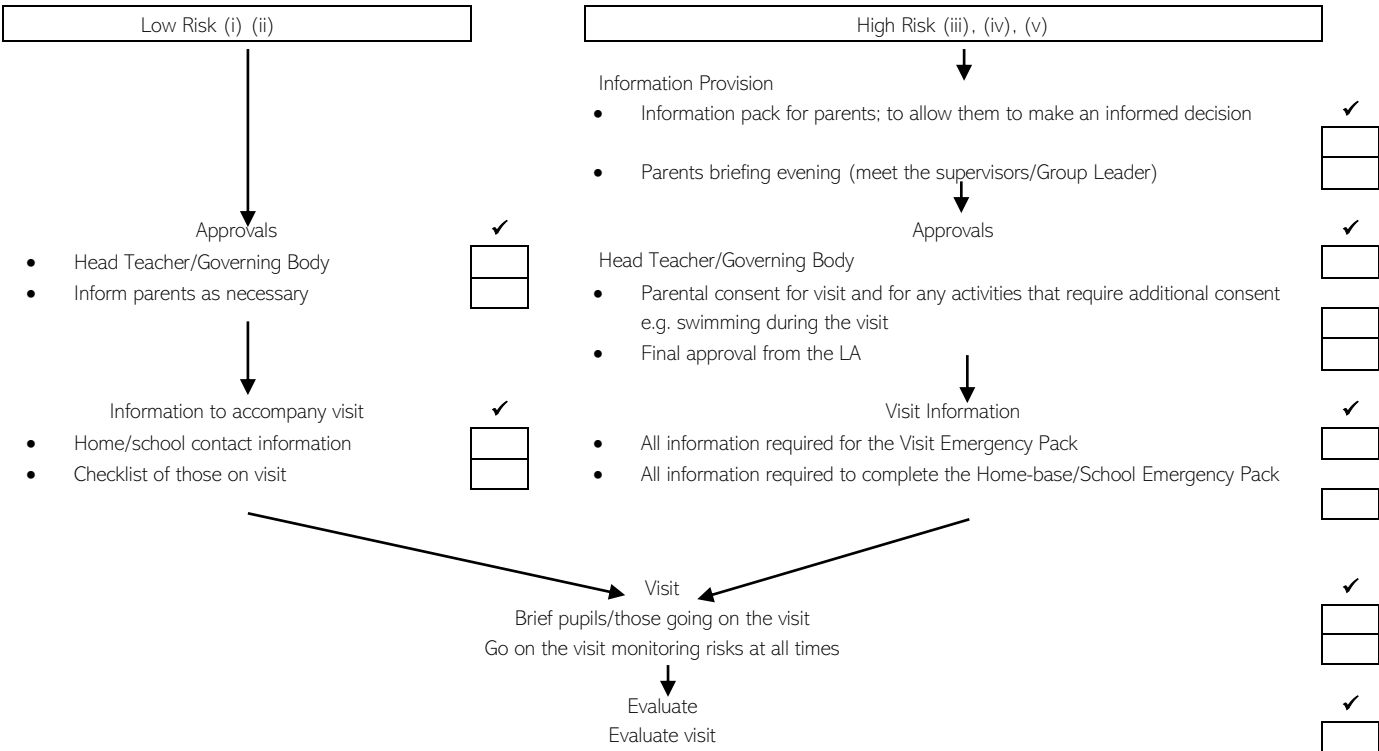 Low Risk (i) (ii)
High Risk (iii), (iv), (v)
Information Provision
• Information pack for parents; to allow them to make an informed decision
✓
• Parents briefing evening (meet the supervisors/Group Leader)
Approvals
✓
• Head Teacher/Governing Body
• Inform parents as necessary
Approvals
✓
Head Teacher/Governing Body
• Parental consent for visit and for any activities that require additional consent
e.g. swimming during the visit
• Final approval from the LA
Information to accompany visit
✓
• Home/school contact information
• Checklist of those on visit
Visit Information
✓
• All information required for the Visit Emergency Pack
• All information required to complete the Home-base/School Emergency Pack
Visit
✓
Brief pupils/those going on the visit
Go on the visit monitoring risks at all times
Evaluate
✓
Evaluate visit